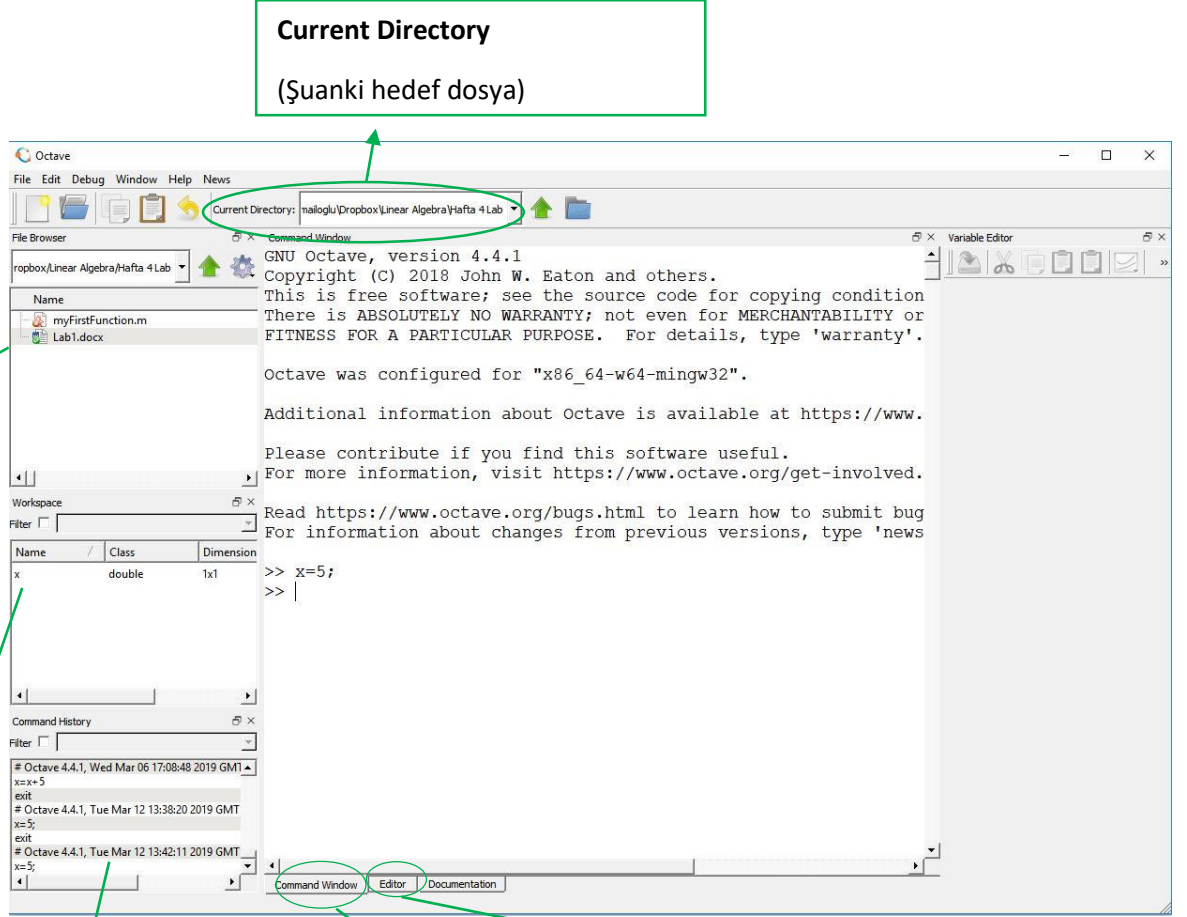 Current Directory
(Şuanki hedef dosya)
Octave
File Edit Debug Window Help News
Current Directory: mailoglu\Dropbox\Linear Algebra\Hafta 4 Lab
File Browser
ropbox/Linear Algebra/Hafta 4 Lab
Name
myFirstFunction.m
Lab1.docx
Workspace
Filter
Name Class Dimension
x double 1x1
Command History
Filter
# Octave 4.4.1, Wed Mar 06 17:08:48 2019 GMT
x=x+5
exit
# Octave 4.4.1, Tue Mar 12 13:38:20 2019 GMT
x=5;
exit
# Octave 4.4.1, Tue Mar 12 13:42:11 2019 GMT
x=5;
Command Window
GNU Octave, version 4.4.1
Copyright (C) 2018 John W. Eaton and others.
This is free software; see the source code for copying condition
There is ABSOLUTELY NO WARRANTY; not even for MERCHANTABILITY or
FITNESS FOR A PARTICULAR PURPOSE.  For details, type 'warranty'.
Octave was configured for "x86_64-w64-mingw32".
Additional information about Octave is available at https://www.
Please contribute if you find this software useful.
For more information, visit https://www.octave.org/get-involved.
Read https://www.octave.org/bugs.html to learn how to submit bug
For information about changes from previous versions, type 'news
>> x=5;
>>
Command Window Editor Documentation
Variable Editor
»